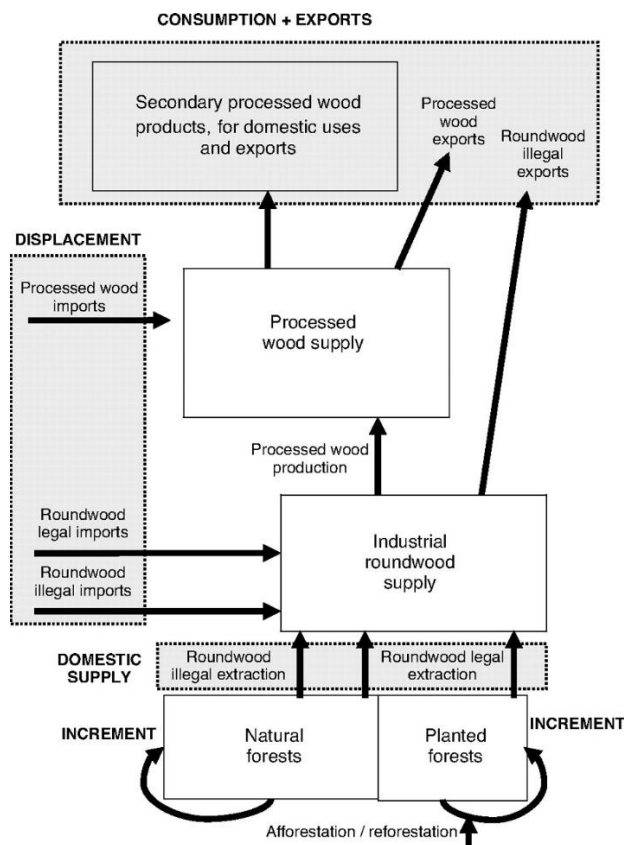 CONSUMPTION + EXPORTS
Secondary processed wood
products, for domestic uses
and exports
Processed
wood
exports
Roundwood
illegal
exports
DISPLACEMENT
Processed wood
imports
Processed
wood supply
Processed wood
production
Roundwood
legal imports
Roundwood
illegal imports
Industrial
roundwood
supply
DOMESTIC
SUPPLY
Roundwood
illegal extraction
Roundwood legal
extraction
INCREMENT
Natural
forests
Planted
forests
INCREMENT
Afforestation / reforestation